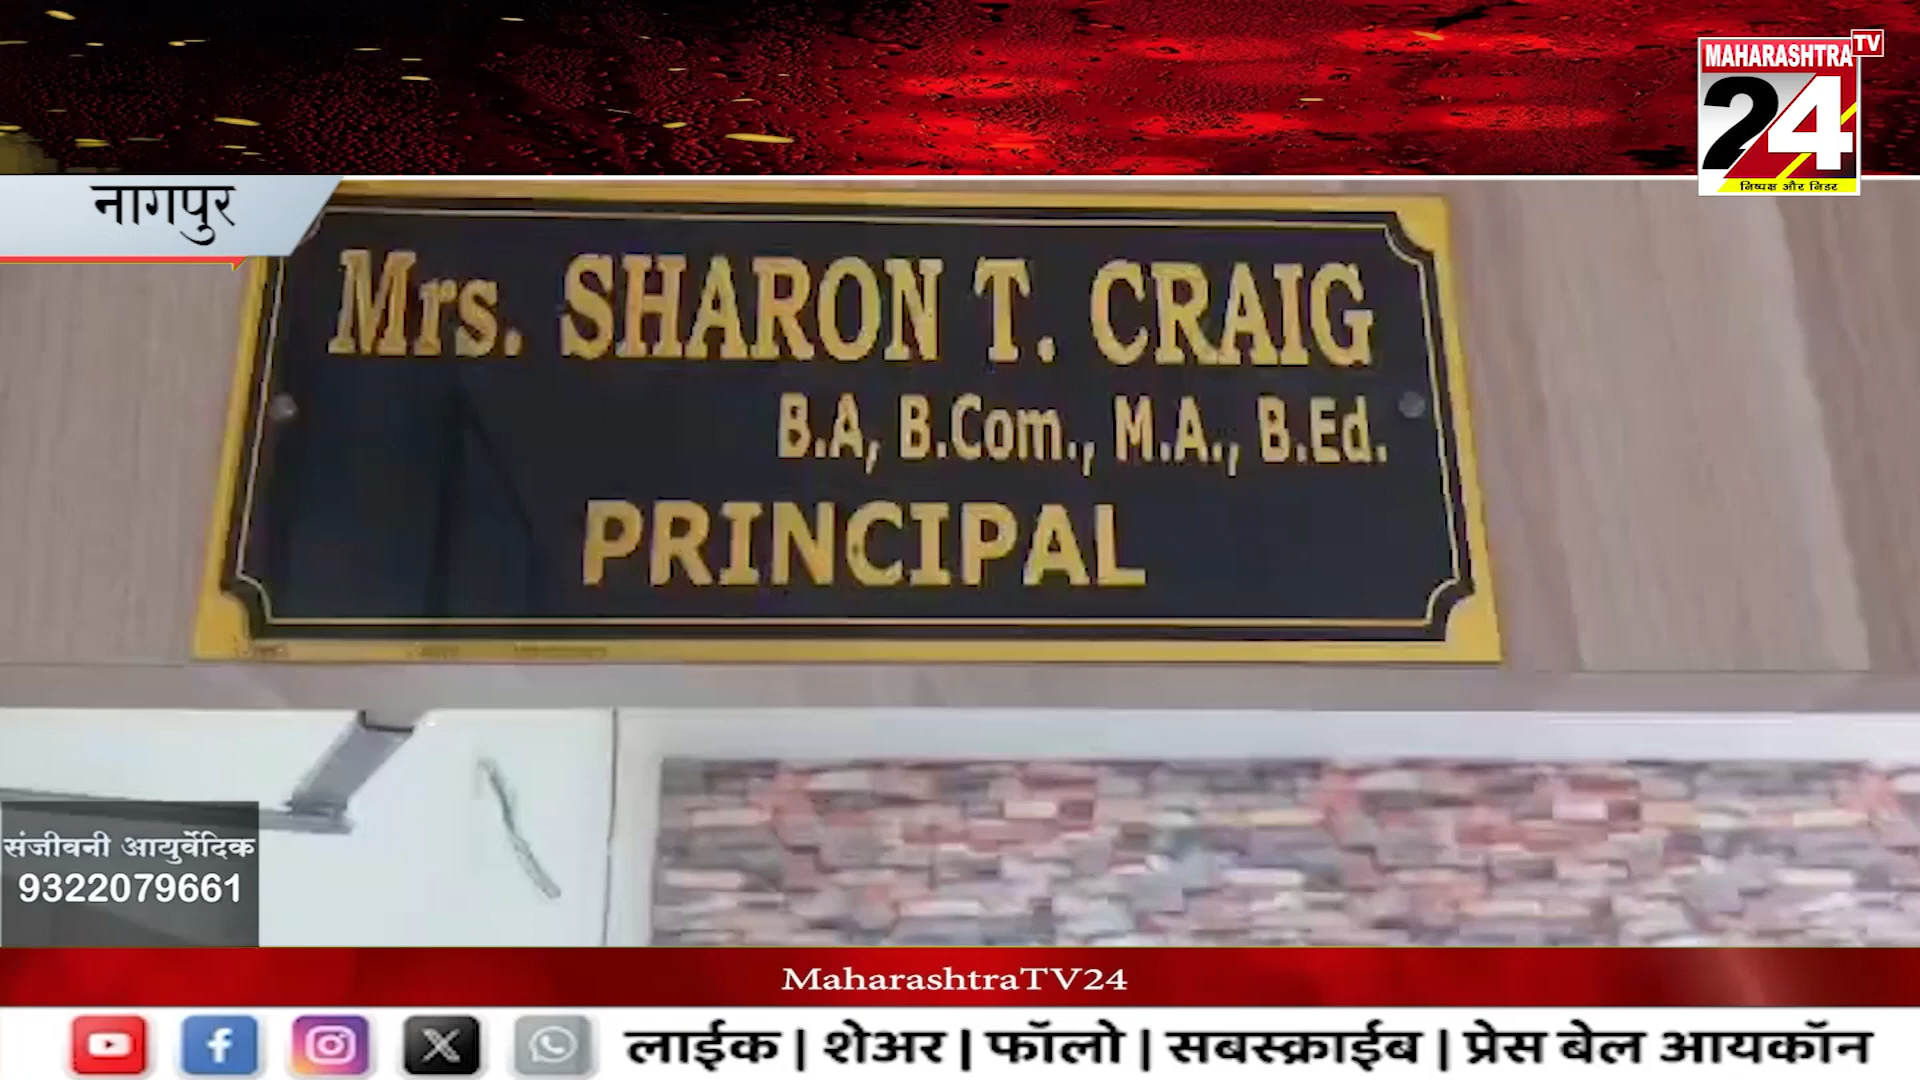 MAHARASHTRA TV
24
निष्पक्ष और निडर
नागपुर
Mrs. SHARON T. CRAIG
B.A, B.Com., M.A., B.Ed.
PRINCIPAL
संजीवनी आयुर्वेदिक
9322079661
MaharashtraTV24
लाईक | शेअर | फॉलो | सबस्क्राईब | प्रेस बेल आयकॉन